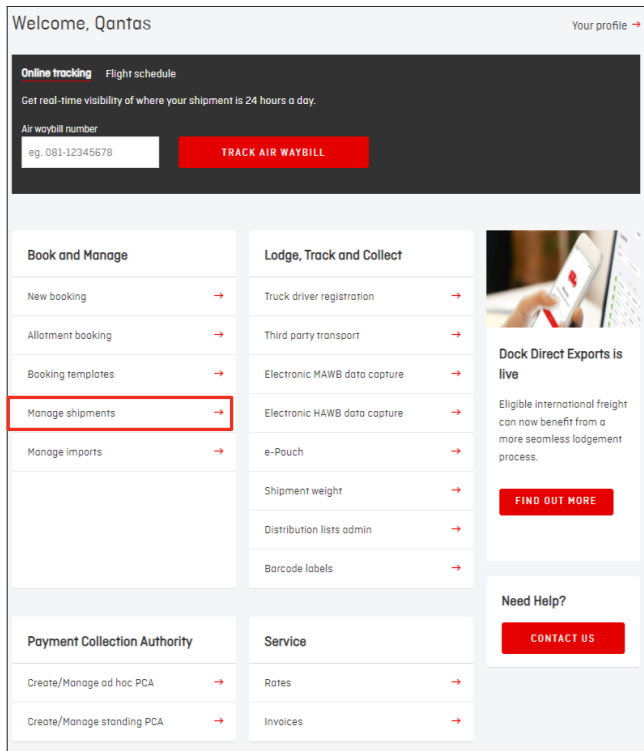 Welcome, Qantas
Your profile →
Online tracking Flight schedule
Get real-time visibility of where your shipment is 24 hours a day.
Air waybill number
eg. 081-12345678
TRACK AIR WAYBILL
Book and Manage
New booking →
Allotment booking →
Booking templates →
Manage shipments →
Manage imports →
Lodge, Track and Collect
Truck driver registration →
Third party transport →
Electronic MAWB data capture →
Electronic HAWB data capture →
e-Pouch →
Shipment weight →
Distribution lists admin →
Barcode labels →
Dock Direct Exports is
live
Eligible international freight
can now benefit from a
more seamless lodgement
process.
FIND OUT MORE
Need Help?
CONTACT US
Payment Collection Authority
Create/Manage ad hoc PCA →
Create/Manage standing PCA →
Service
Rates →
Invoices →